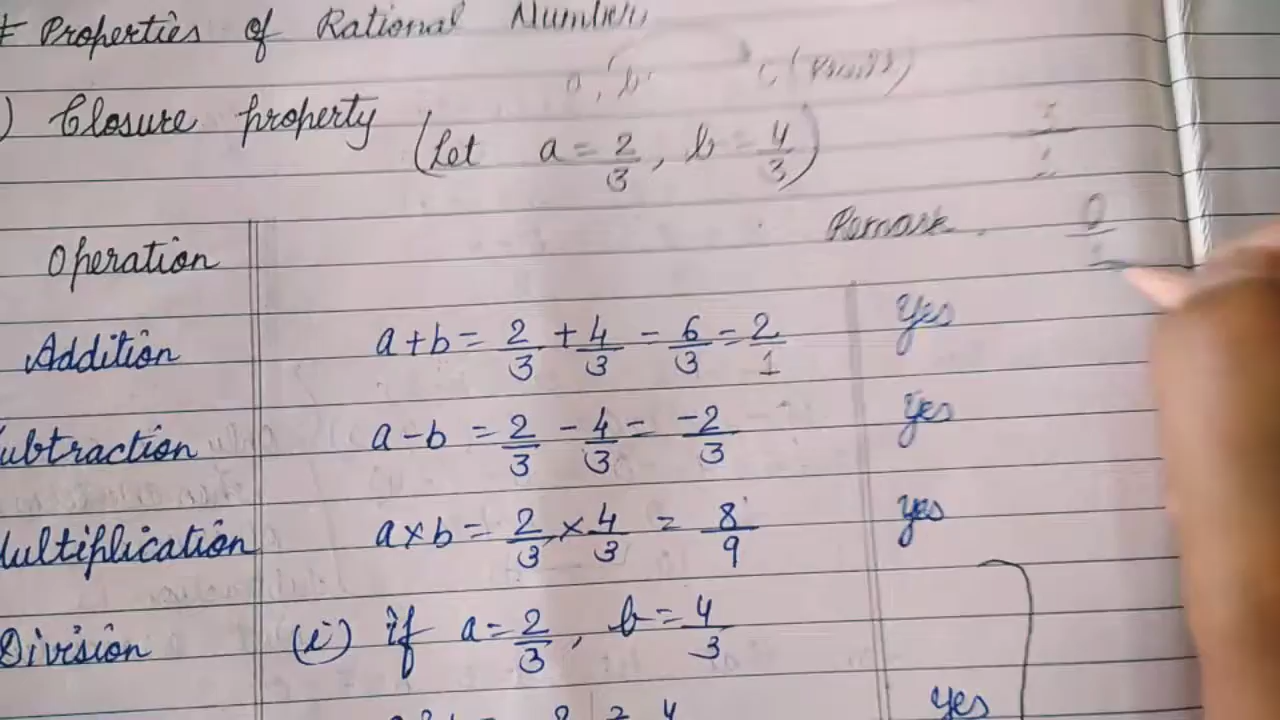 # Properties of Rational Numbers
a, b c (Result)
) Closure property (Let a = 2/3, b = 4/3)
Operation Remark
Addition a + b = 2/3 + 4/3 = 6/3 = 2/1 Yes
ubtraction a - b = 2/3 - 4/3 = -2/3 Yes
ultiplication a × b = 2/3 × 4/3 = 8/9 Yes
Division (i) if a = 2/3, b = 4/3
Yes